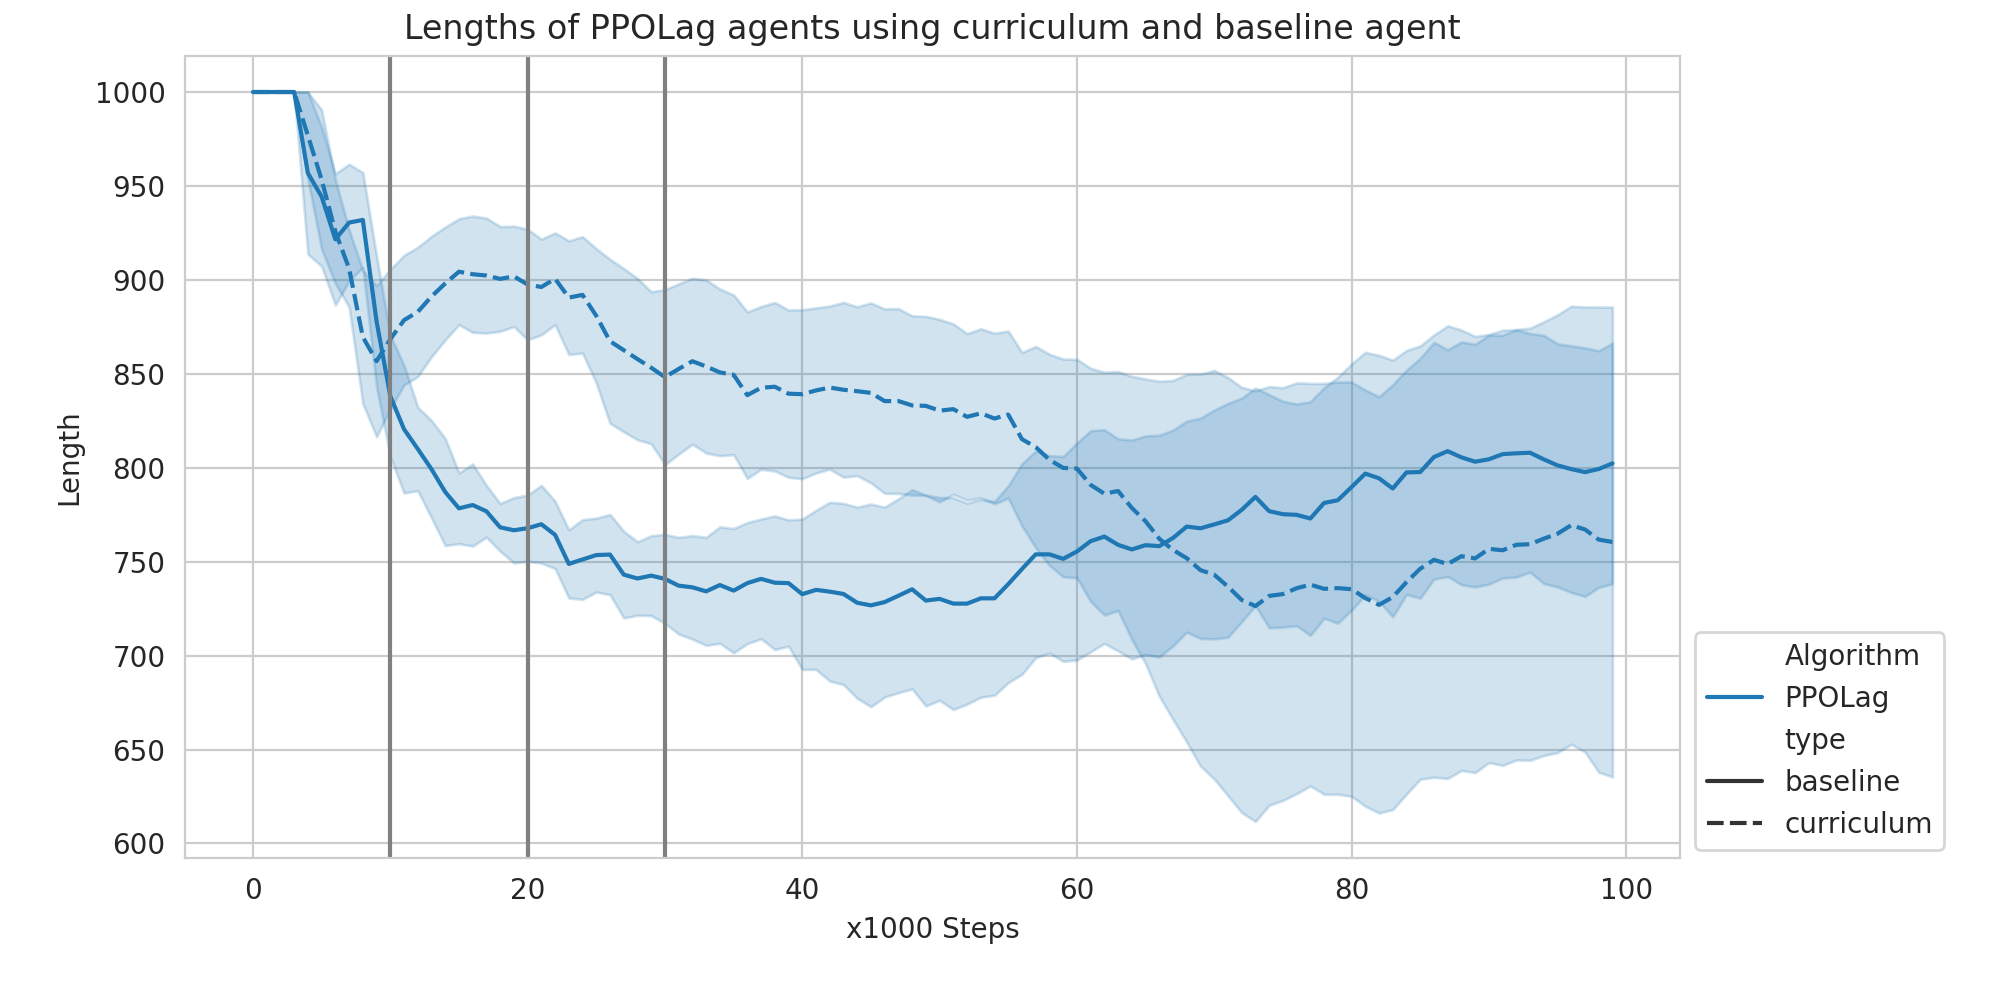 Lengths of PPOLag agents using curriculum and baseline agent
1000
950
900
850
800
750
700
650
600
Length
0 20 40 60 80 100
x1000 Steps
Algorithm
PPOLag
type
baseline
curriculum